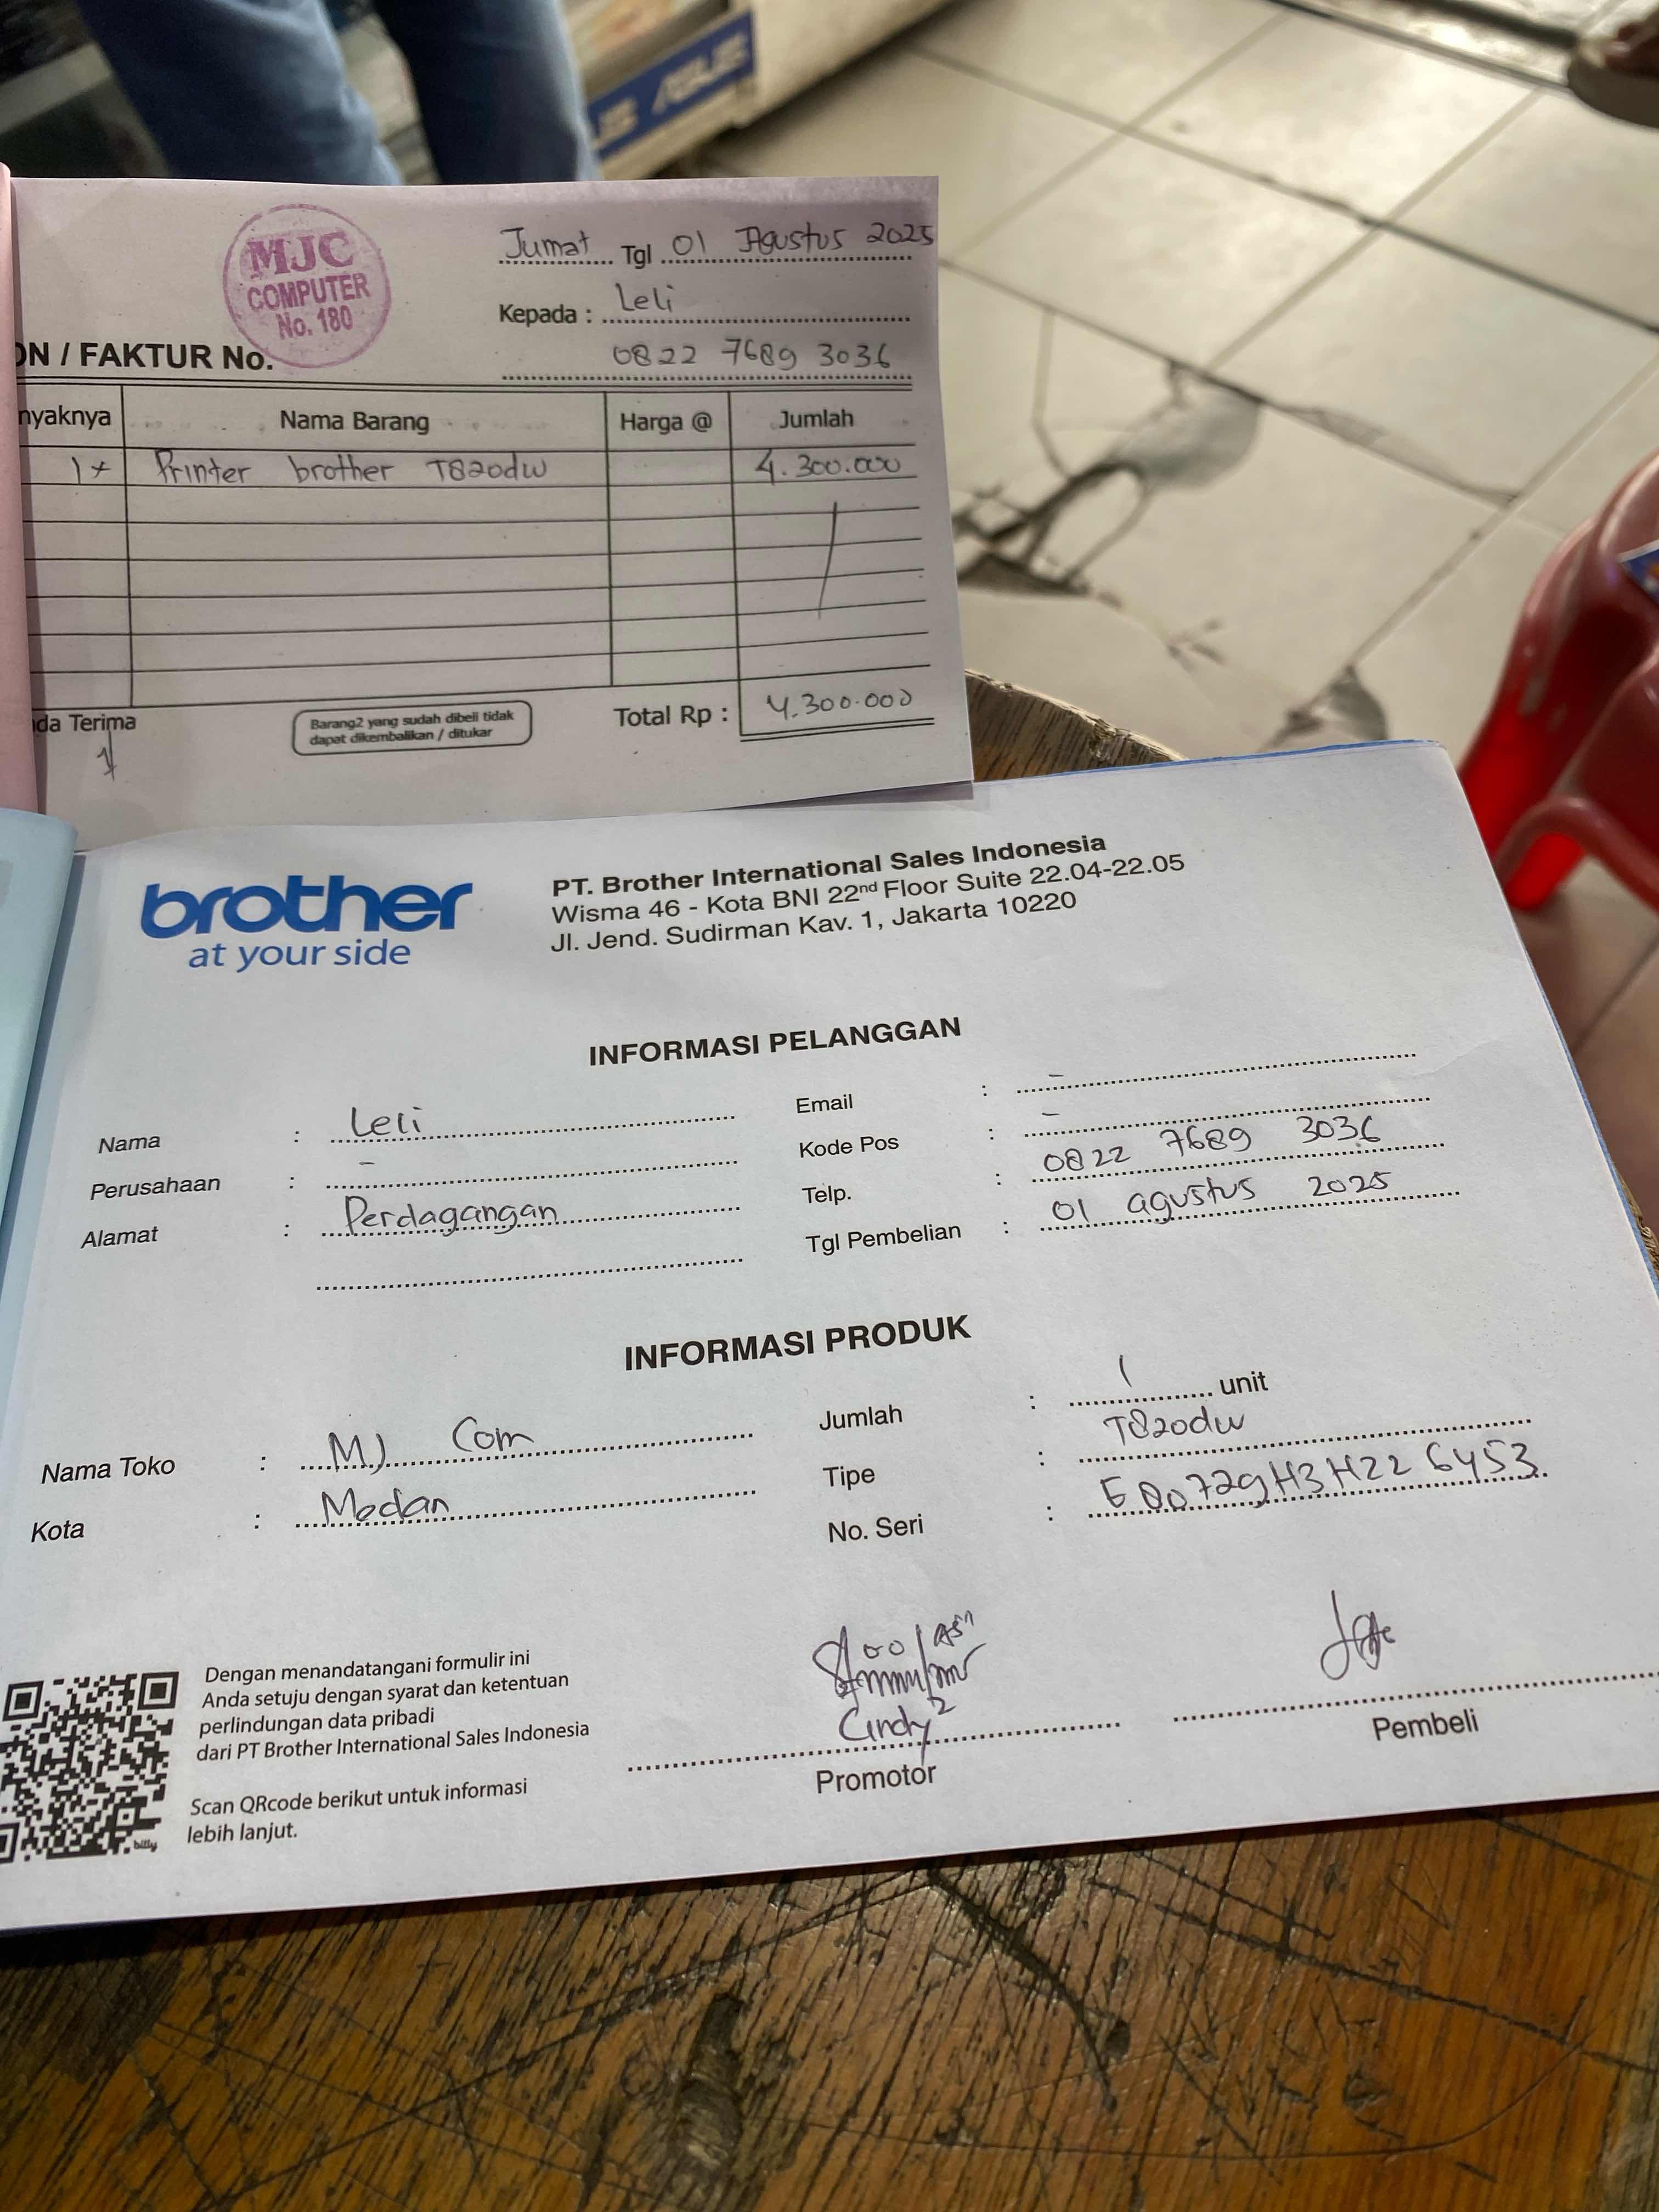 ASUS
MJC
COMPUTER
No. 180
Jumat Tgl 01 Agustus 2025
Kepada : Leli
0822 7689 3036
ON / FAKTUR No.
nyaknya Nama Barang Harga @ Jumlah
1x Printer brother T820dw 4.300.000
da Terima
Barang2 yang sudah dibeli tidak
dapat dikembalikan / ditukar
Total Rp : 4.300.000
brother
at your side
PT. Brother International Sales Indonesia
Wisma 46 - Kota BNI 22nd Floor Suite 22.04-22.05
Jl. Jend. Sudirman Kav. 1, Jakarta 10220
INFORMASI PELANGGAN
Nama : Leli
Perusahaan : -
Alamat : Perdagangan
Email : -
Kode Pos : -
Telp. : 0822 7689 3036
Tgl Pembelian : 01 agustus 2025
INFORMASI PRODUK
Nama Toko : MJ Com
Kota : Medan
Jumlah : 1 unit
Tipe : T820dw
No. Seri : E80729H3H226453
Dengan menandatangani formulir ini
Anda setuju dengan syarat dan ketentuan
perlindungan data pribadi
dari PT Brother International Sales Indonesia
Scan QRcode berikut untuk informasi
lebih lanjut.
billy
Cindy2
Promotor
Pembeli